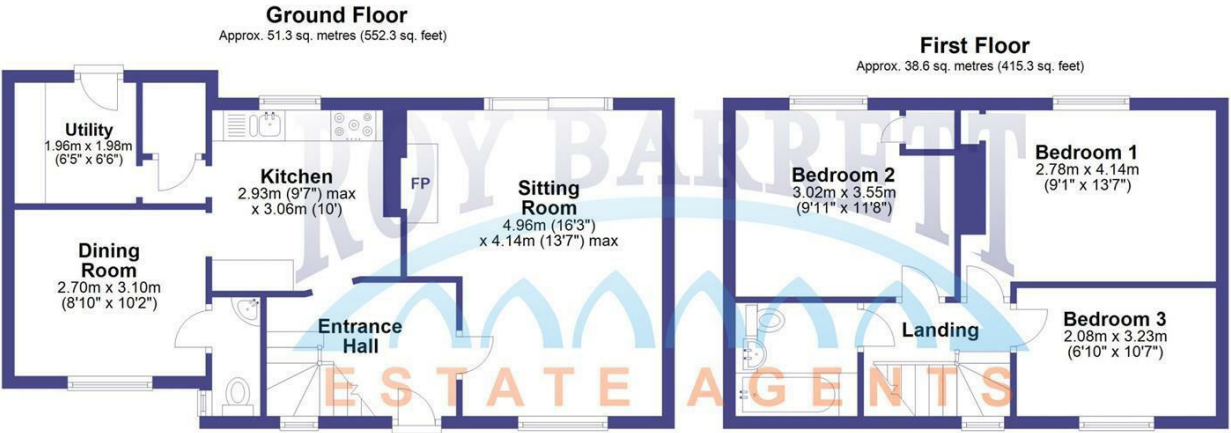 Ground Floor
Approx. 51.3 sq. metres (552.3 sq. feet)
Utility
1.96m x 1.98m
(6'5" x 6'6")
Kitchen
2.93m (9'7") max
x 3.06m (10')
FP
Sitting
Room
4.96m (16'3")
x 4.14m (13'7") max
Dining
Room
2.70m x 3.10m
(8'10" x 10'2")
Entrance
Hall
First Floor
Approx. 38.6 sq. metres (415.3 sq. feet)
Bedroom 2
3.02m x 3.55m
(9'11" x 11'8")
Bedroom 1
2.78m x 4.14m
(9'1" x 13'7")
Landing
Bedroom 3
2.08m x 3.23m
(6'10" x 10'7")
ROY BARRETT
ESTATE AGENTS